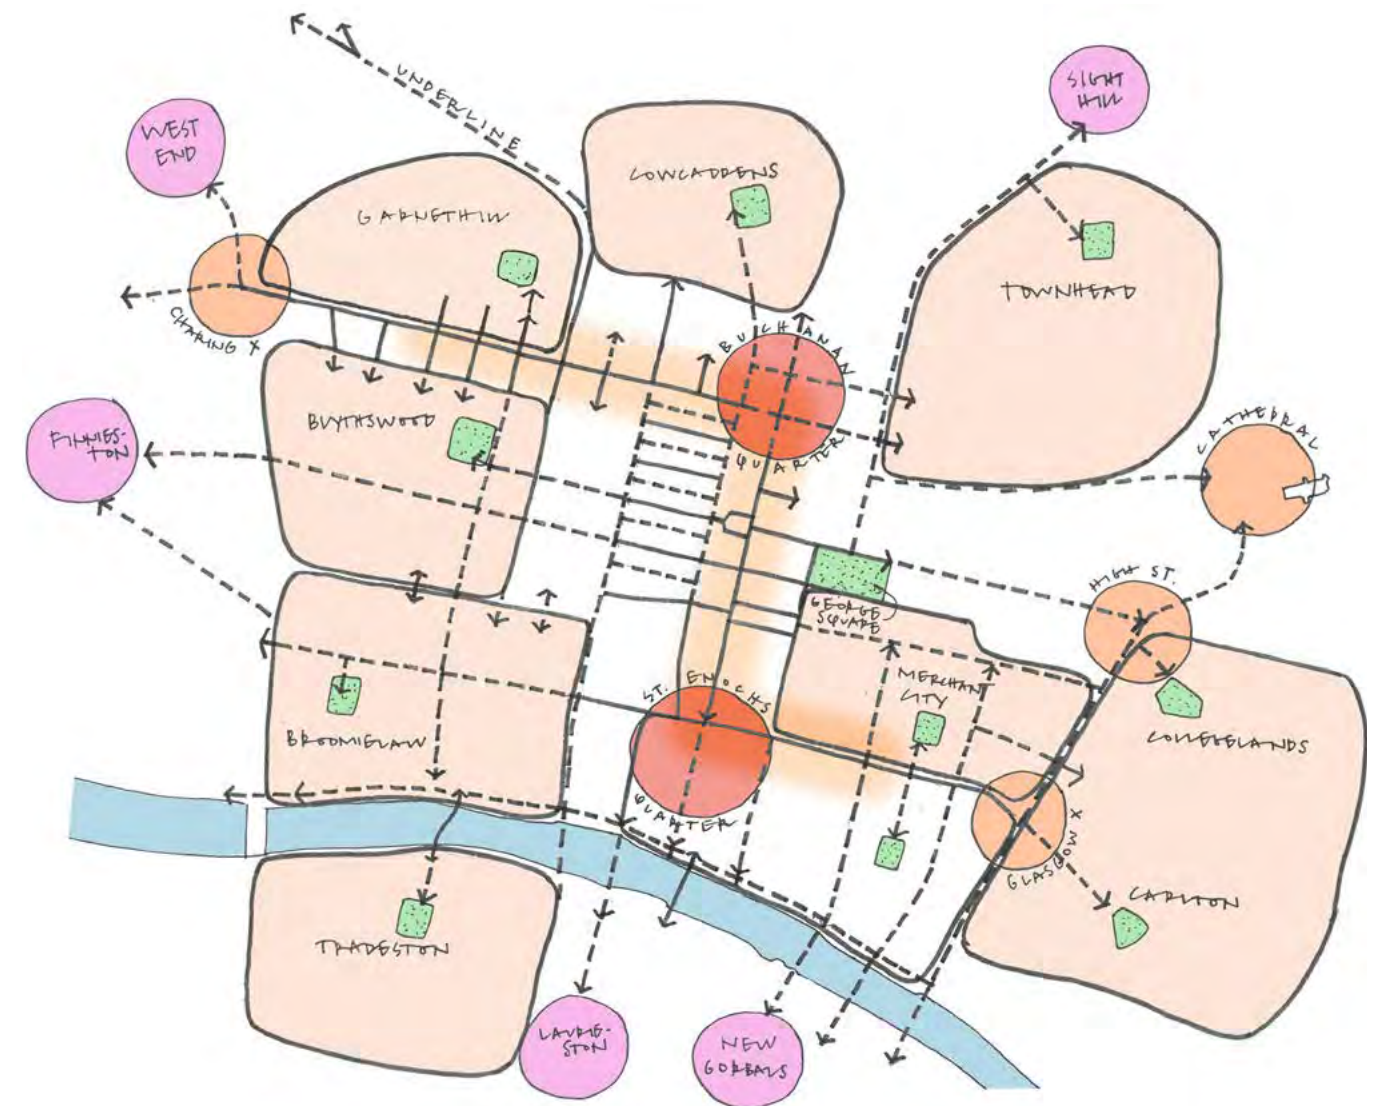 UNDERLINE
SIGHT
HILL
WEST
END
COWCADDENS
GARNETHILL
TOWNHEAD
CHARING X
BUCHANAN
QUARTER
BLYTHSWOOD
FINNIES-
TON
CATHEDRAL
HIGH ST.
GEORGE
SQUARE
MERCHANT
CITY
ST. ENOCHS
QUARTER
BROOMIELAW
COLLEGELANDS
GLASGOW X
CARLTON
TRADESTON
LAURIE-
STON
NEW
GORBALS